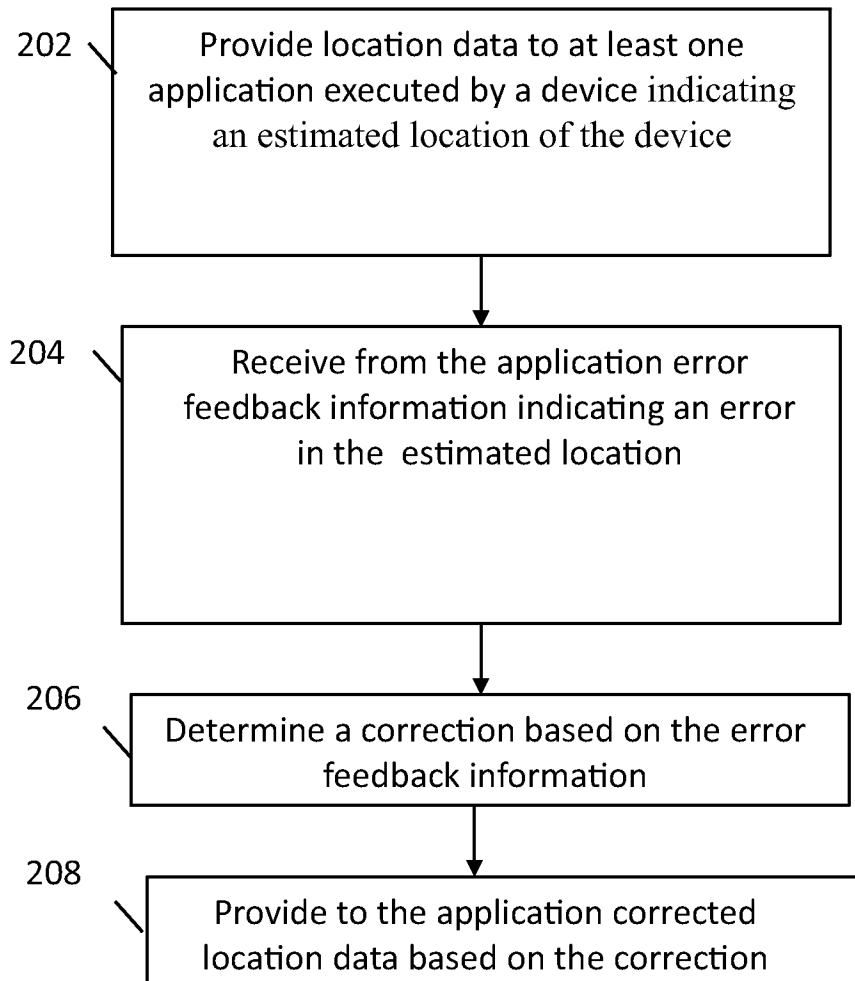 202
Provide location data to at least one
application executed by a device indicating
an estimated location of the device
204
Receive from the application error
feedback information indicating an error
in the  estimated location
206
Determine a correction based on the error
feedback information
208
Provide to the application corrected
location data based on the correction